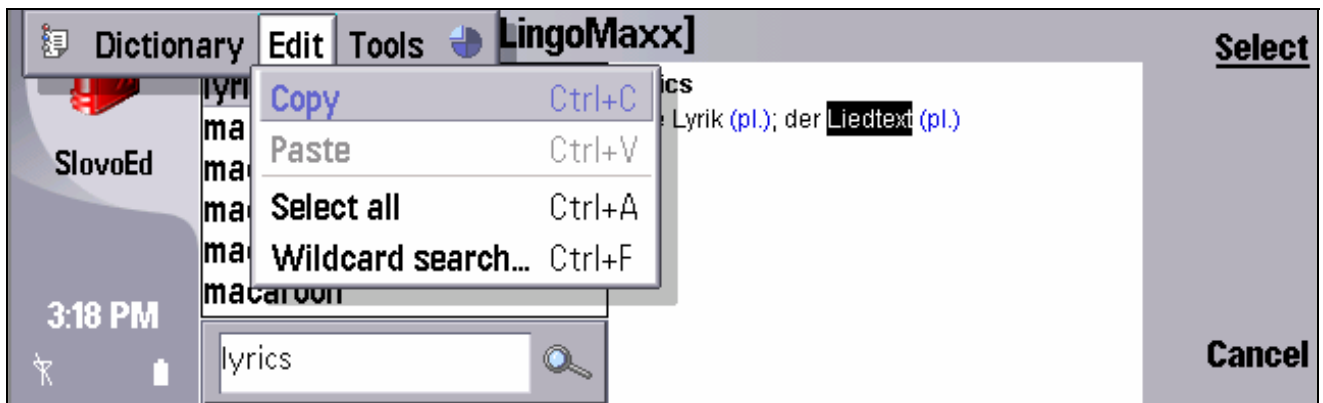 Dictionary Edit Tools LingoMaxx]
Select
Copy Ctrl+C
Paste Ctrl+V
Select all Ctrl+A
Wildcard search... Ctrl+F
SlovoEd
macaroon
3:18 PM
lyrics
Lyrik (pl.); der Liedtext (pl.)
Cancel